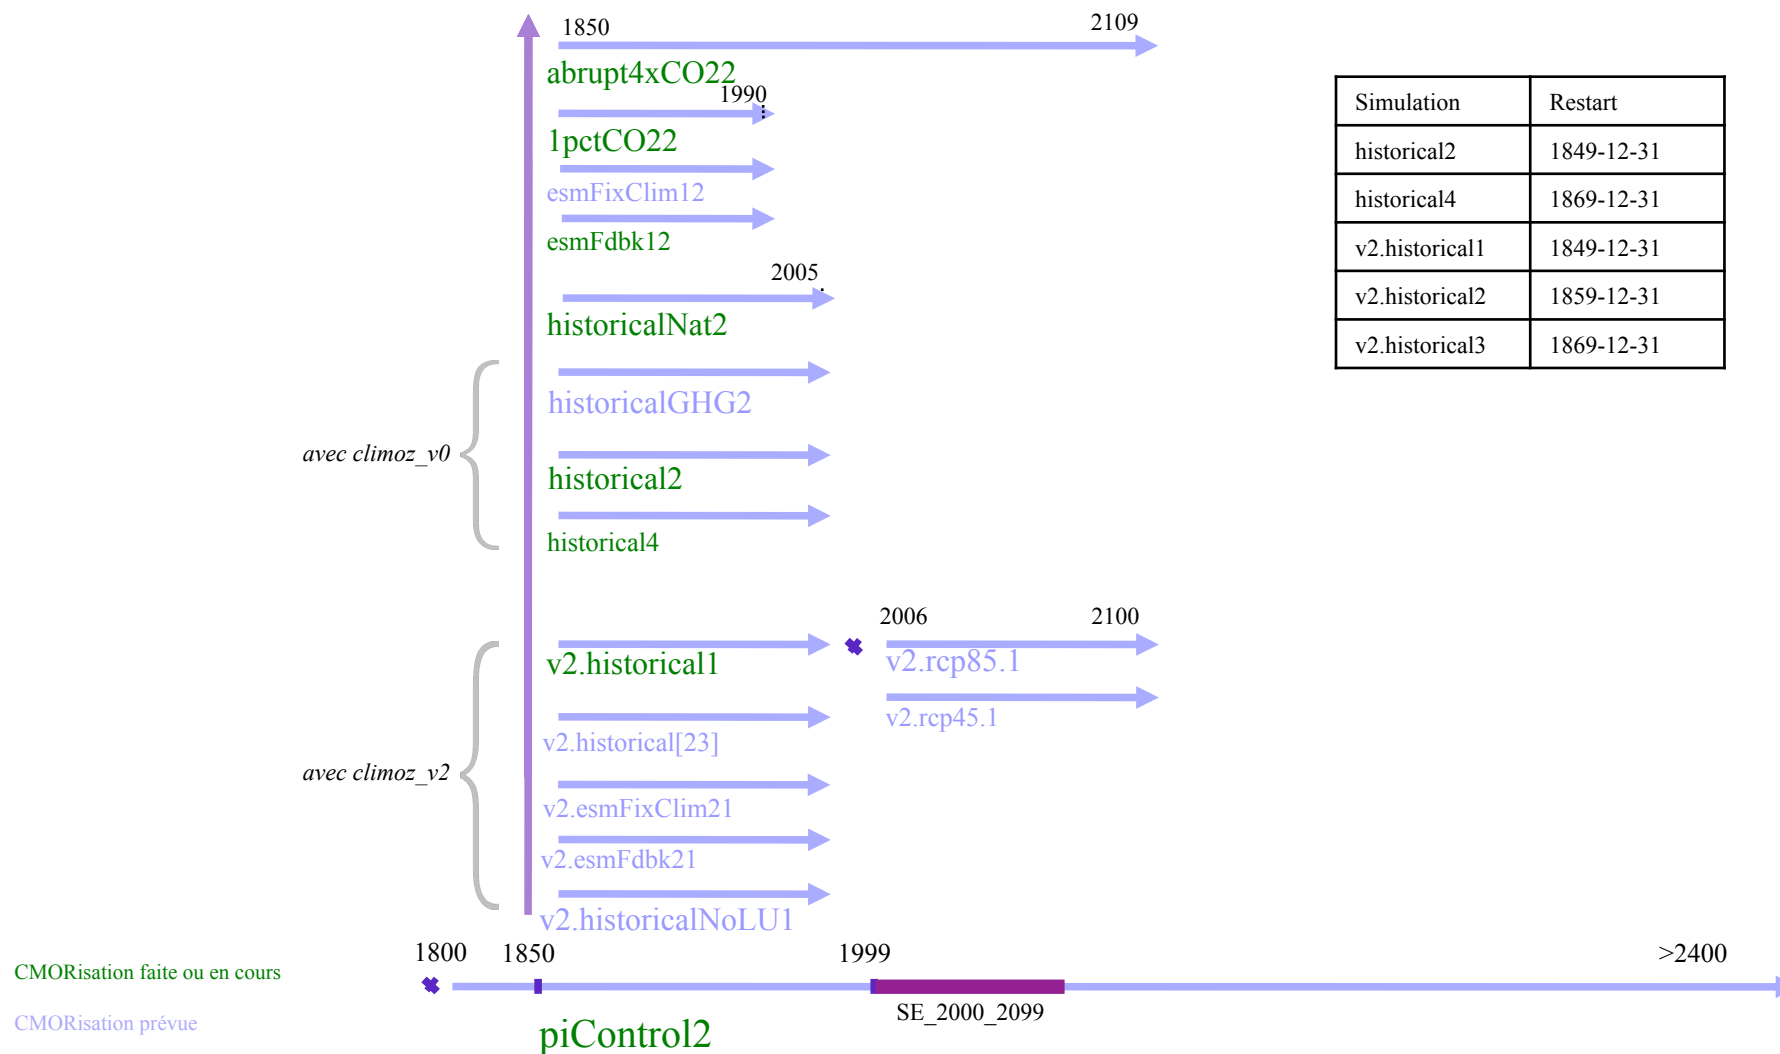 1850
2109
abrupt4xCO22
1990
1pctCO22
esmFixClim12
esmFdbk12
2005
historicalNat2
historicalGHG2
avec climoz_v0
historical2
historical4
Simulation Restart
historical2 1849-12-31
historical4 1869-12-31
v2.historical1 1849-12-31
v2.historical2 1859-12-31
v2.historical3 1869-12-31
2006
2100
v2.historical1
v2.rcp85.1
v2.rcp45.1
v2.historical[23]
avec climoz_v2
v2.esmFixClim21
v2.esmFdbk21
v2.historicalNoLU1
1800
1850
1999
>2400
CMORisation faite ou en cours
SE_2000_2099
CMORisation prévue
piControl2